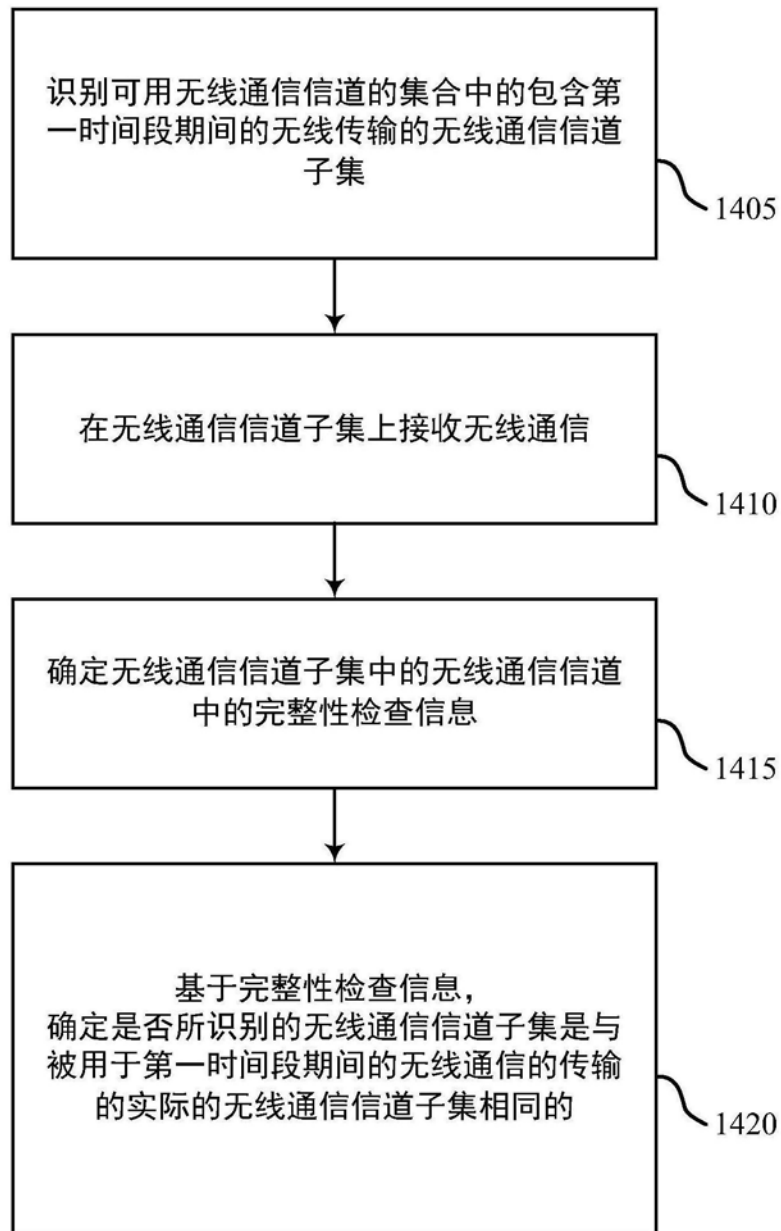 识别可用无线通信信道的集合中的包含第
一时间段期间的无线传输的无线通信信道
子集
1405
在无线通信信道子集上接收无线通信
1410
确定无线通信信道子集中的无线通信信道
中的完整性检查信息
1415
基于完整性检查信息，
确定是否所识别的无线通信信道子集是与
被用于第一时间段期间的无线通信的传输
的实际的无线通信信道子集相同的
1420